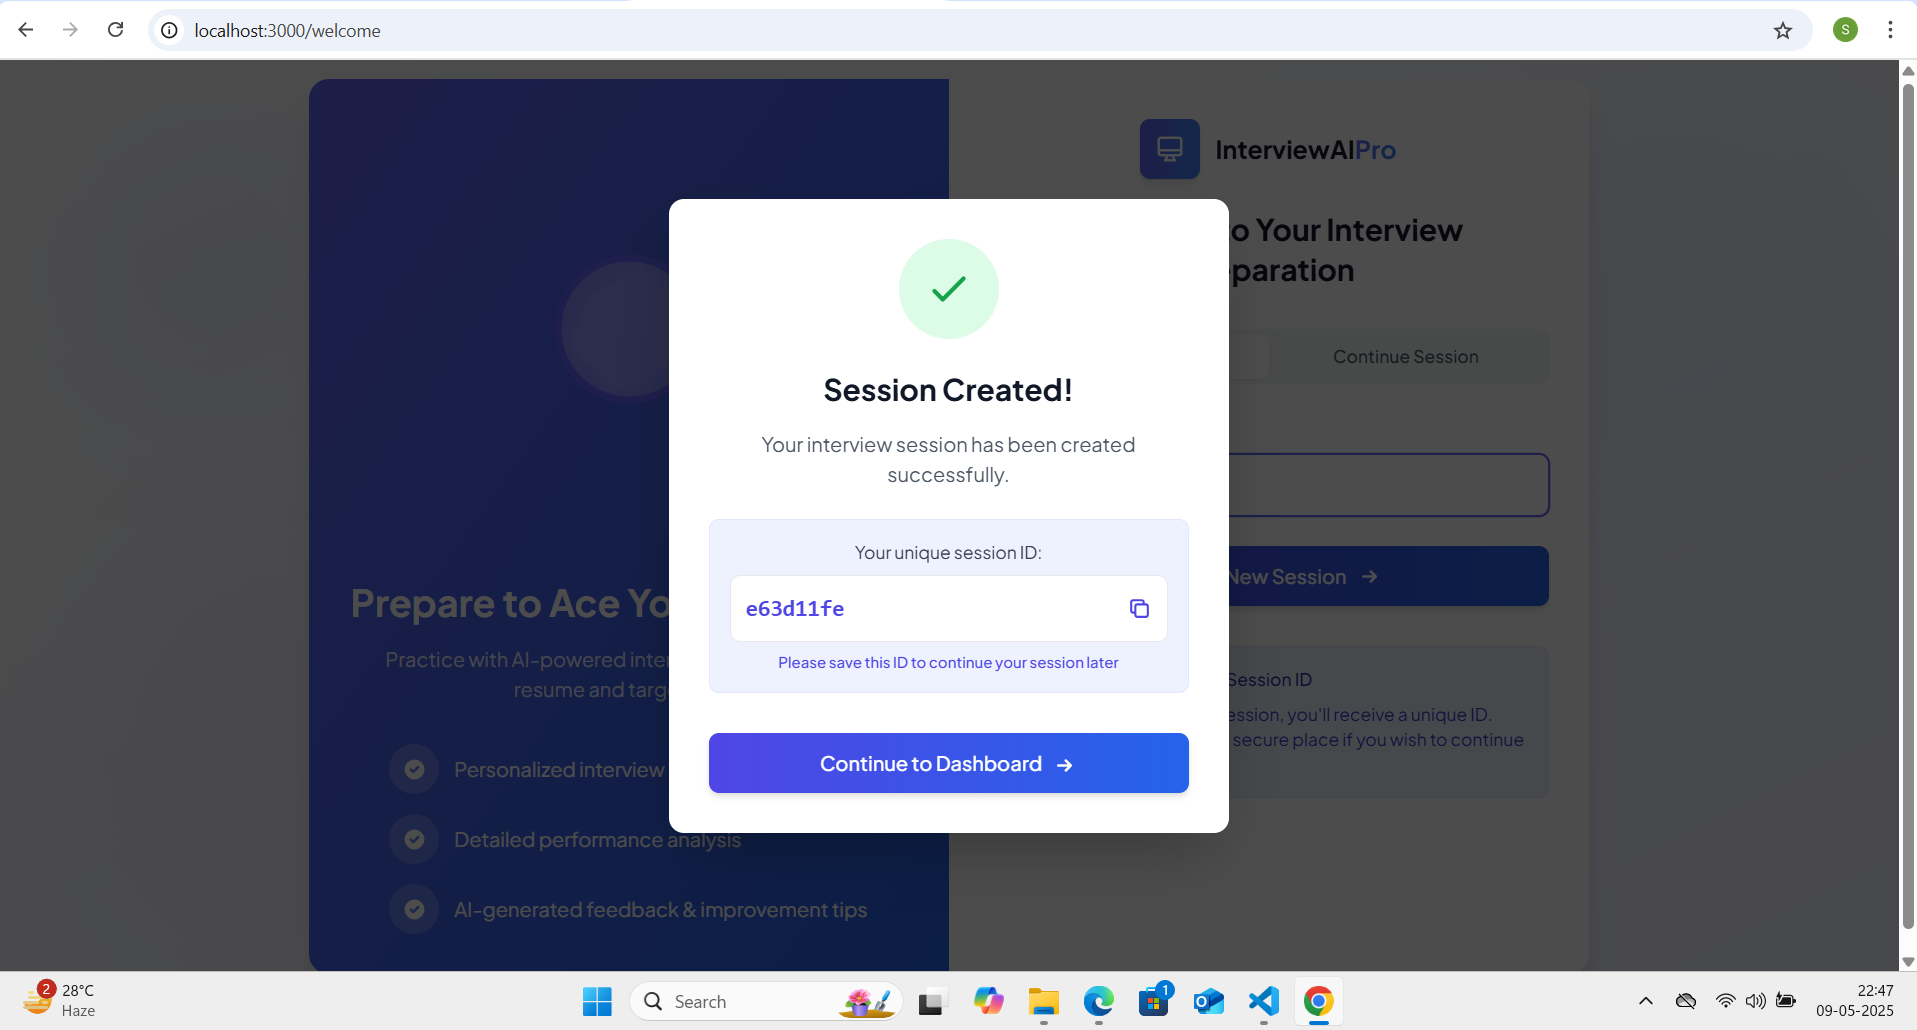 localhost:3000/welcome
S
InterviewAIPro
o Your Interview
paration
Continue Session
Session Created!
Your interview session has been created
successfully.
Your unique session ID:
e63d11fe
Please save this ID to continue your session later
Continue to Dashboard
New Session
Session ID
ession, you'll receive a unique ID.
secure place if you wish to continue
Prepare to Ace Yo
Practice with AI-powered inter
resume and targ
Personalized interview
Detailed performance analysis
AI-generated feedback & improvement tips
2
28°C
Haze
Search
1
22:47
09-05-2025